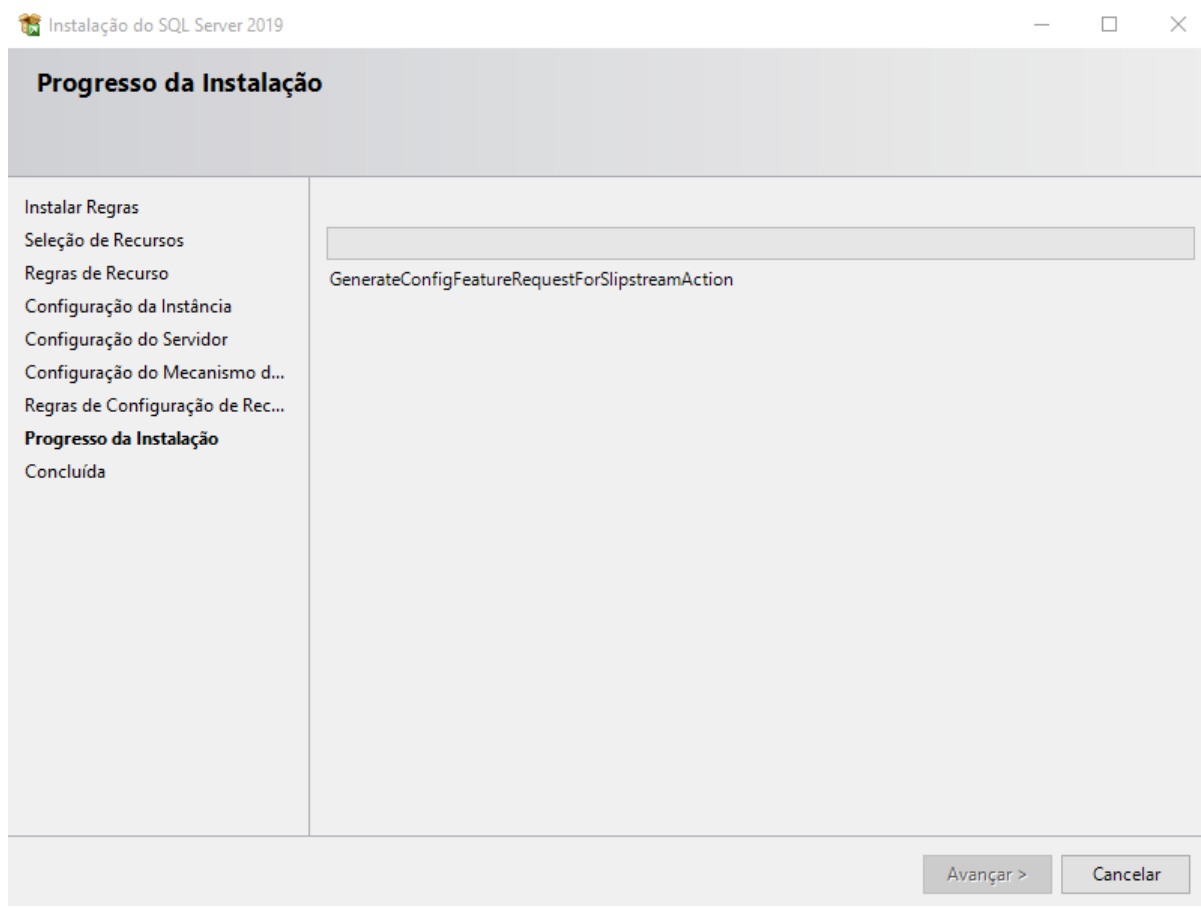 Instalação do SQL Server 2019
Progresso da Instalação
Instalar Regras
Seleção de Recursos
Regras de Recurso
Configuração da Instância
Configuração do Servidor
Configuração do Mecanismo d...
Regras de Configuração de Rec...
Progresso da Instalação
Concluída
GenerateConfigFeatureRequestForSlipstreamAction
Avançar >
Cancelar